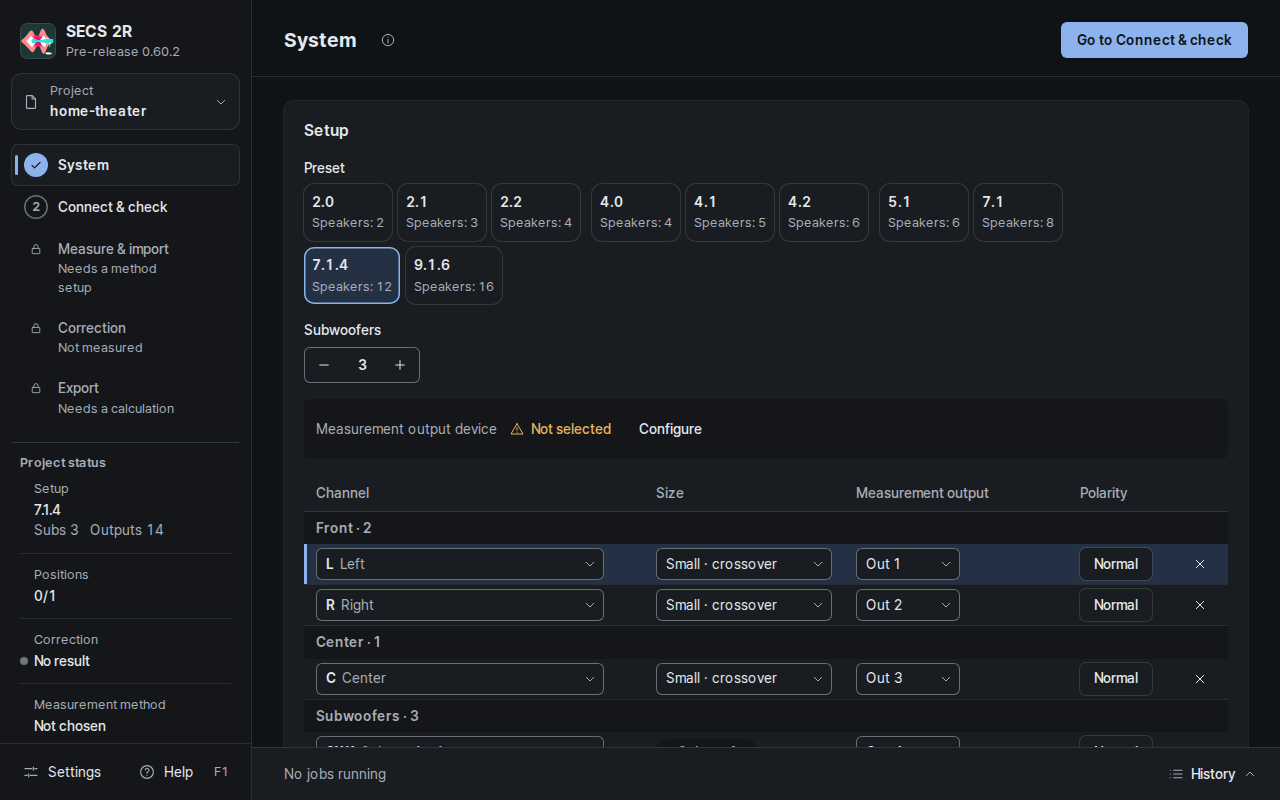 SECS 2R
Pre-release 0.60.2
Project
home-theater
System
2 Connect & check
Measure & import
Needs a method
setup
Correction
Not measured
Export
Needs a calculation
Project status
Setup
7.1.4
Subs 3 Outputs 14
Positions
0/1
Correction
No result
Measurement method
Not chosen
Settings Help F1
System
Go to Connect & check
Setup
Preset
2.0 2.1 2.2 4.0 4.1 4.2 5.1 7.1
Speakers: 2 Speakers: 3 Speakers: 4 Speakers: 4 Speakers: 5 Speakers: 6 Speakers: 6 Speakers: 8
7.1.4 9.1.6
Speakers: 12 Speakers: 16
Subwoofers
3
Measurement output device Not selected Configure
Channel Size Measurement output Polarity
Front · 2
L Left Small · crossover Out 1 Normal
R Right Small · crossover Out 2 Normal
Center · 1
C Center Small · crossover Out 3 Normal
Subwoofers · 3
No jobs running History